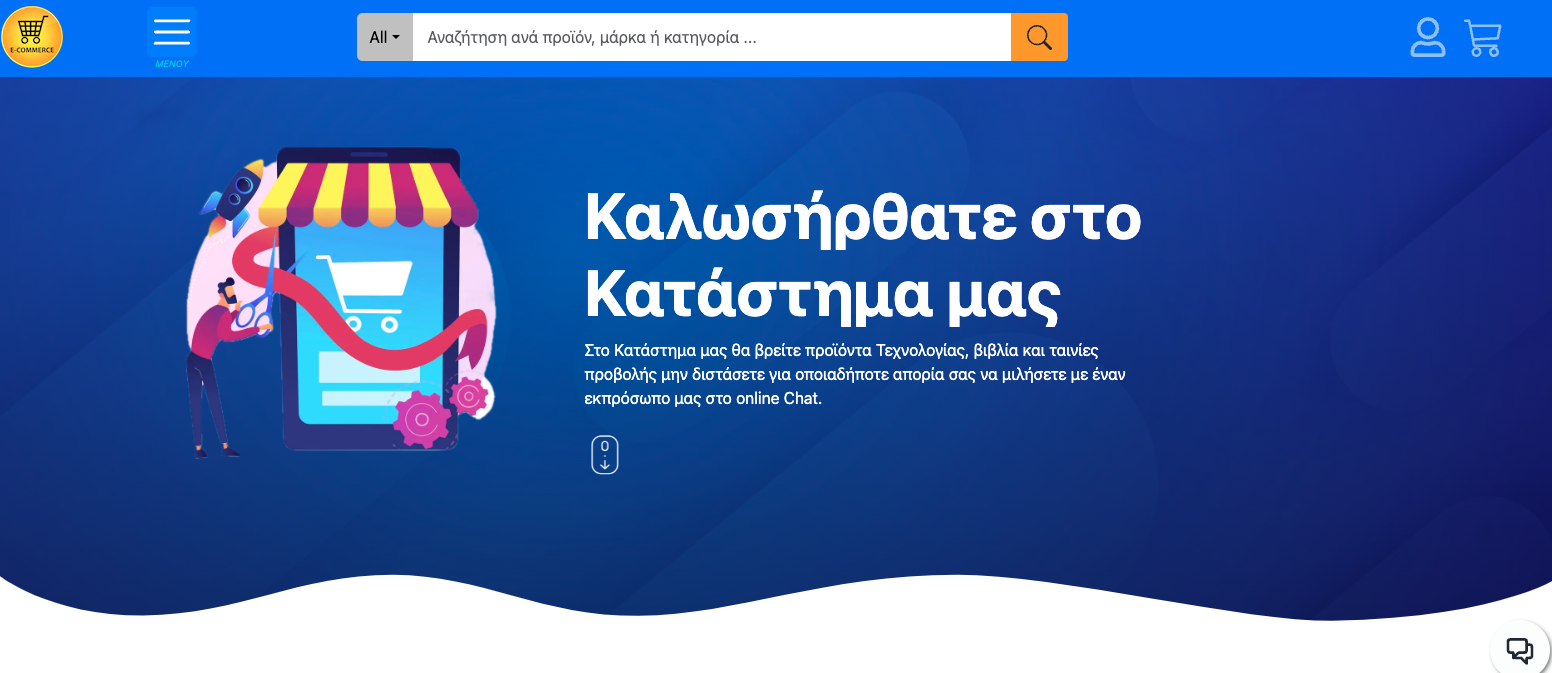 E-COMMERCE
ΜΕΝΟΥ
All
Αναζήτηση ανά προϊόν, μάρκα ή κατηγορία ...
Καλωσήρθατε στο
Κατάστημα μας
Στο Κατάστημα μας θα βρείτε προϊόντα Τεχνολογίας, βιβλία και ταινίες
προβολής μην διστάσετε για οποιαδήποτε απορία σας να μιλήσετε με έναν
εκπρόσωπο μας στο online Chat.